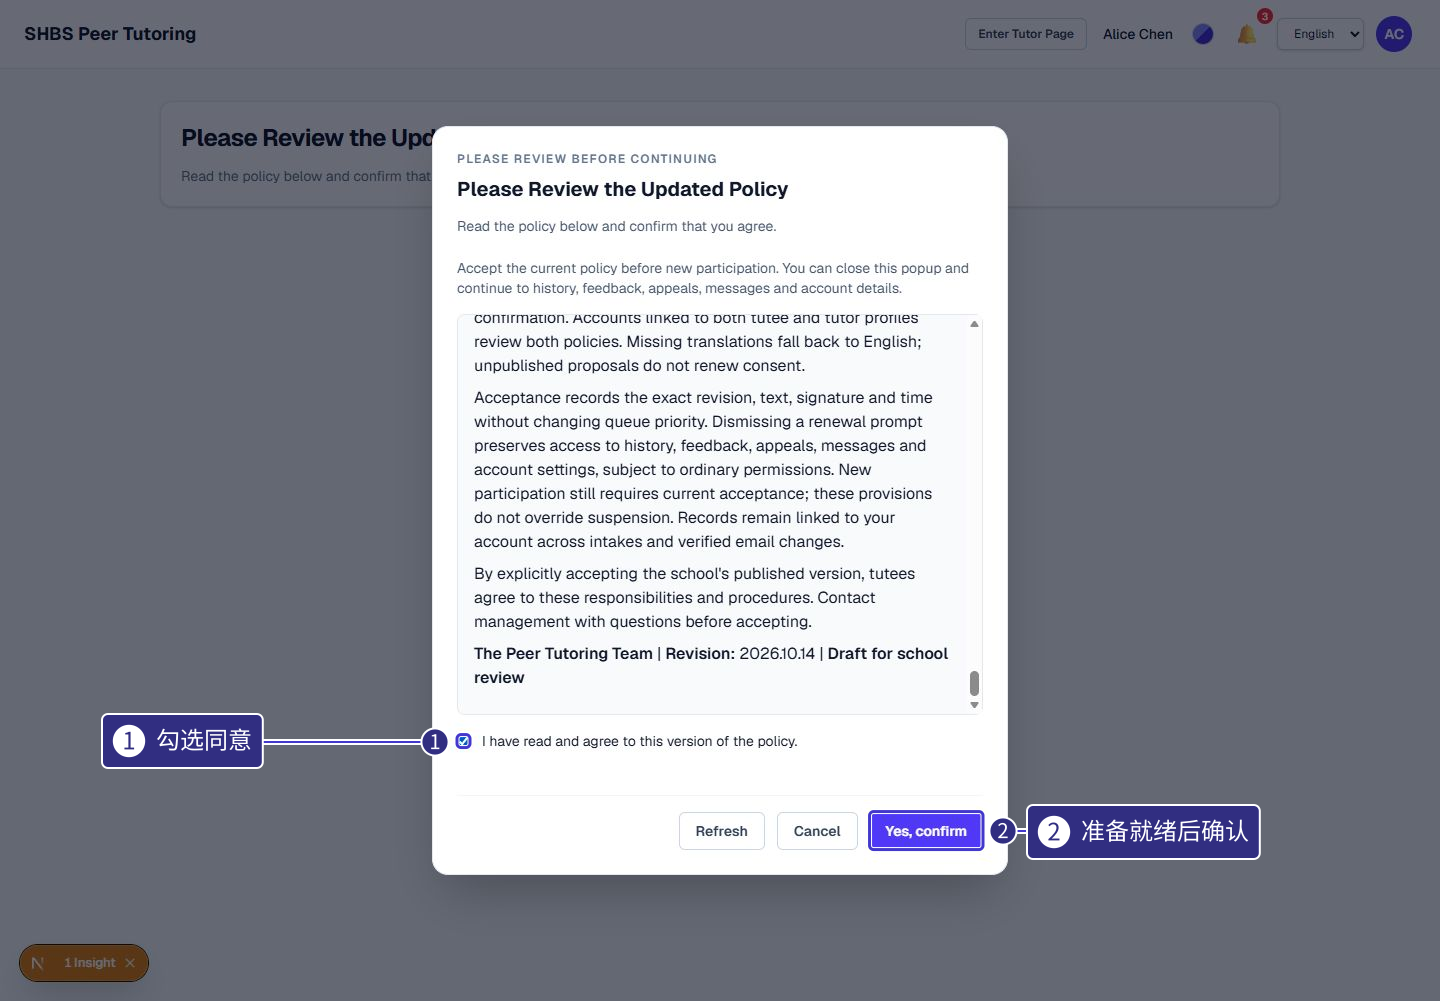 SHBS Peer Tutoring
Enter Tutor Page
Alice Chen
3
English
AC
Please Review the Upd
Read the policy below and confirm that
PLEASE REVIEW BEFORE CONTINUING
Please Review the Updated Policy
Read the policy below and confirm that you agree.
Accept the current policy before new participation. You can close this popup and
continue to history, feedback, appeals, messages and account details.
confirmation. Accounts linked to both tutee and tutor profiles
review both policies. Missing translations fall back to English;
unpublished proposals do not renew consent.
Acceptance records the exact revision, text, signature and time
without changing queue priority. Dismissing a renewal prompt
preserves access to history, feedback, appeals, messages and
account settings, subject to ordinary permissions. New
participation still requires current acceptance; these provisions
do not override suspension. Records remain linked to your
account across intakes and verified email changes.
By explicitly accepting the school's published version, tutees
agree to these responsibilities and procedures. Contact
management with questions before accepting.
The Peer Tutoring Team | Revision: 2026.10.14 | Draft for school
review
1 勾选同意
1
I have read and agree to this version of the policy.
Refresh
Cancel
Yes, confirm
2
2 准备就绪后确认
N
1 Insight